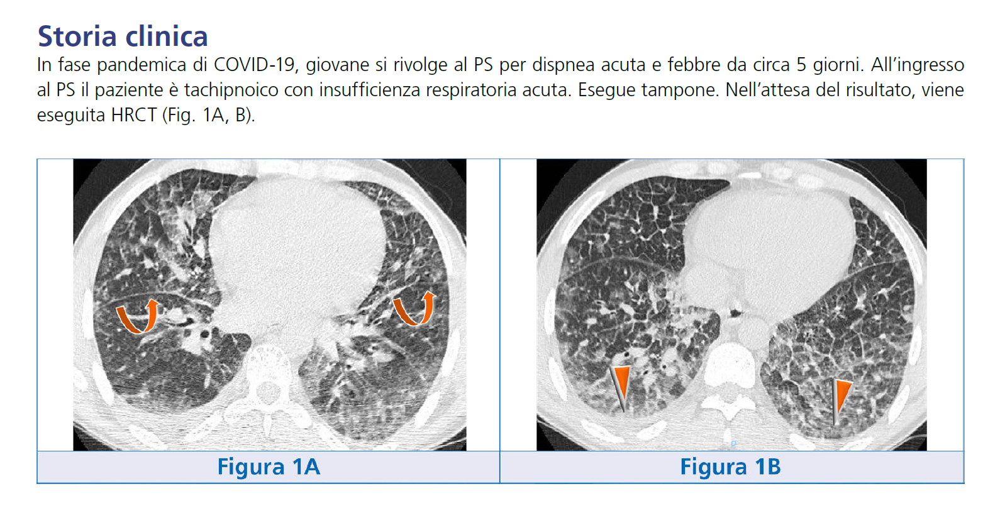 Storia clinica
In fase pandemica di COVID-19, giovane si rivolge al PS per dispnea acuta e febbre da circa 5 giorni. All’ingresso
al PS il paziente è tachipnoico con insufficienza respiratoria acuta. Esegue tampone. Nell’attesa del risultato, viene
eseguita HRCT (Fig. 1A, B).
P
Figura 1A
Figura 1B